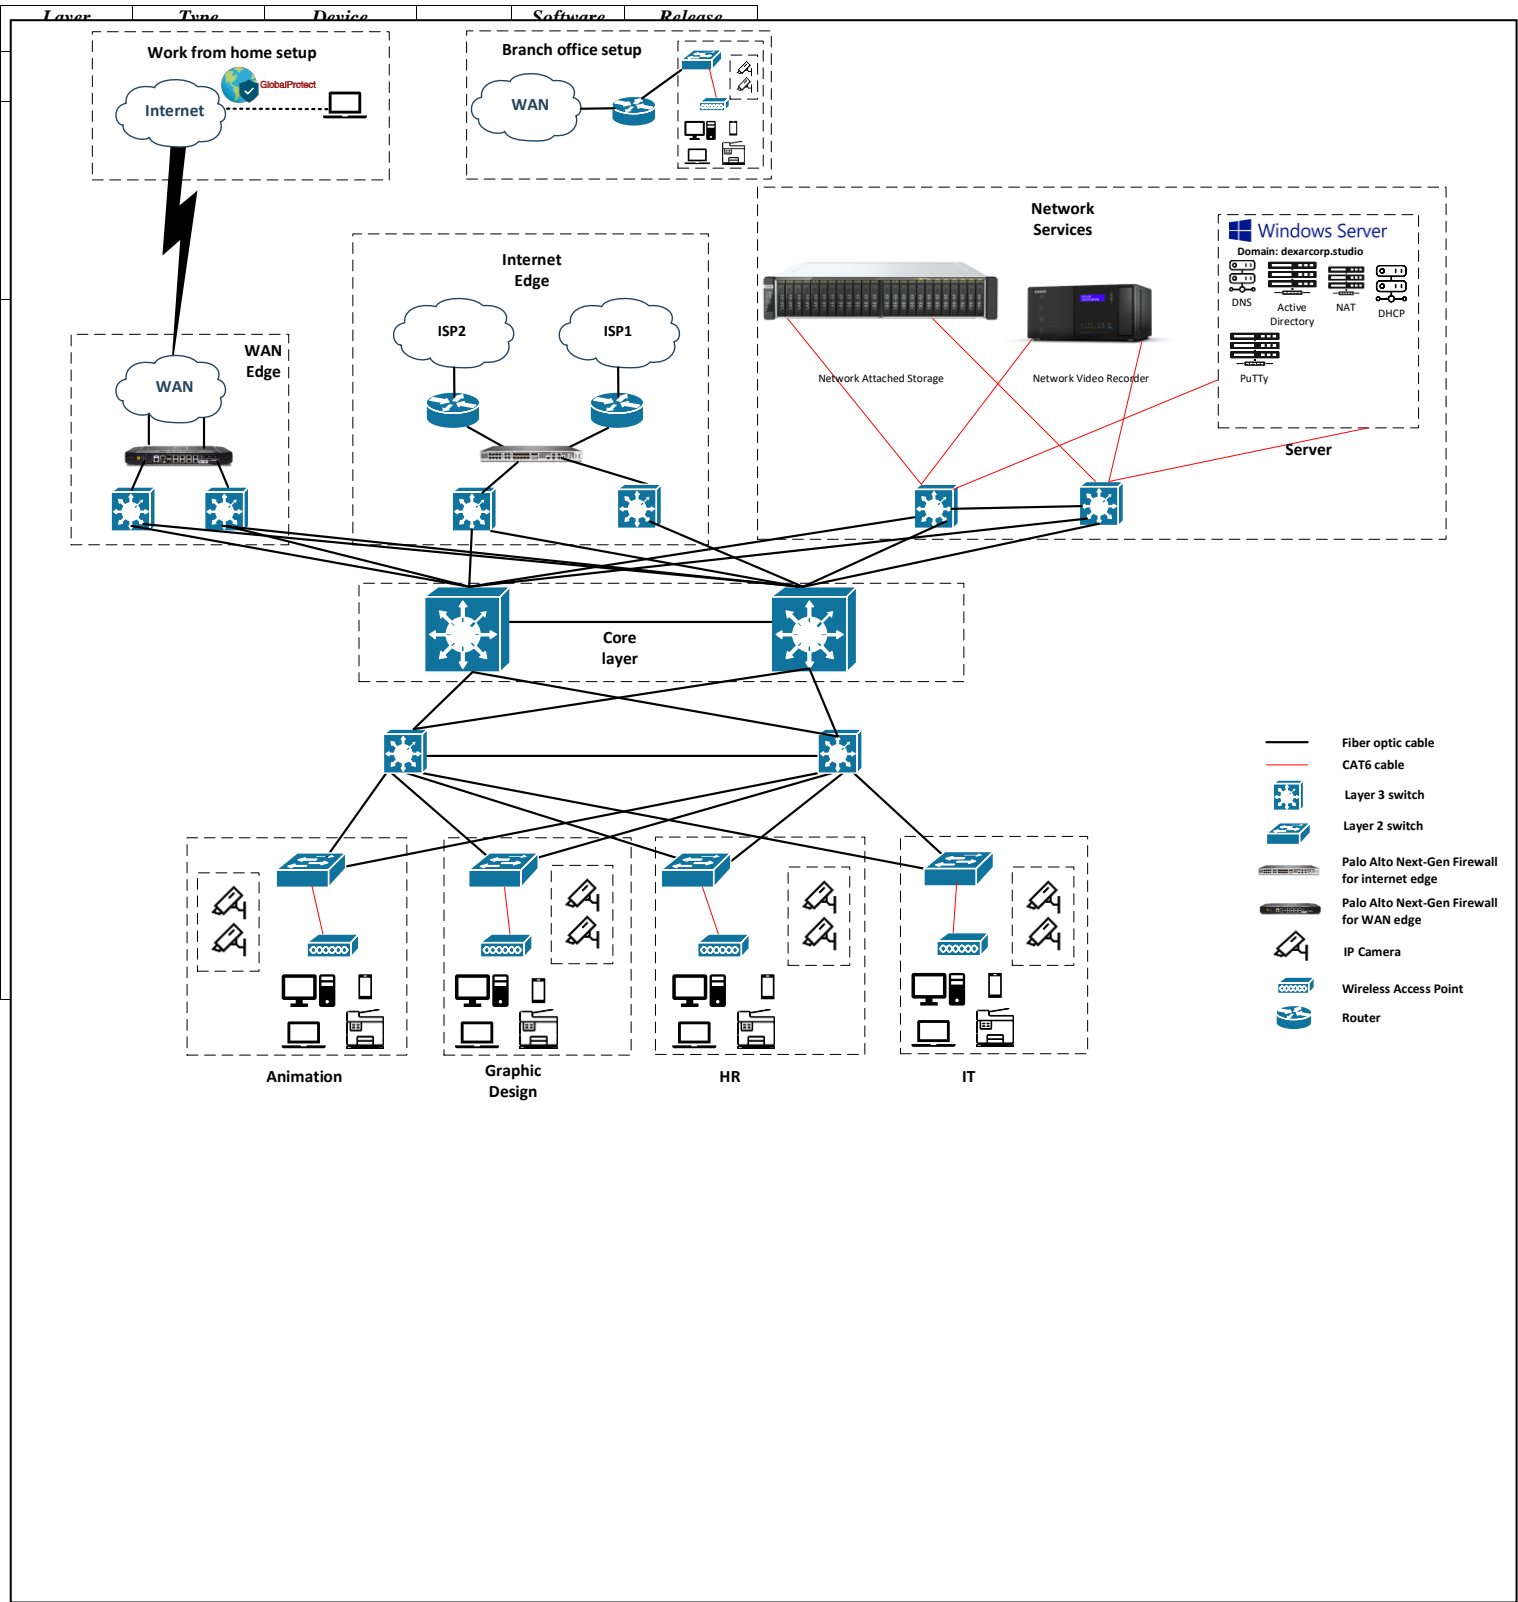 Layer Type Device Software Release
Work from home setup
GlobalProtect
Internet
Branch office setup
WAN
Network
Services
Windows Server
Domain: dexarcorp.studio
DNS
Active
Directory
NAT
DHCP
PuTTy
Network Attached Storage
Network Video Recorder
Server
Internet
Edge
ISP2
ISP1
WAN
Edge
WAN
Core
layer
Fiber optic cable
CAT6 cable
Layer 3 switch
Layer 2 switch
Palo Alto Next-Gen Firewall
for internet edge
Palo Alto Next-Gen Firewall
for WAN edge
IP Camera
Wireless Access Point
Router
Animation
Graphic
Design
HR
IT